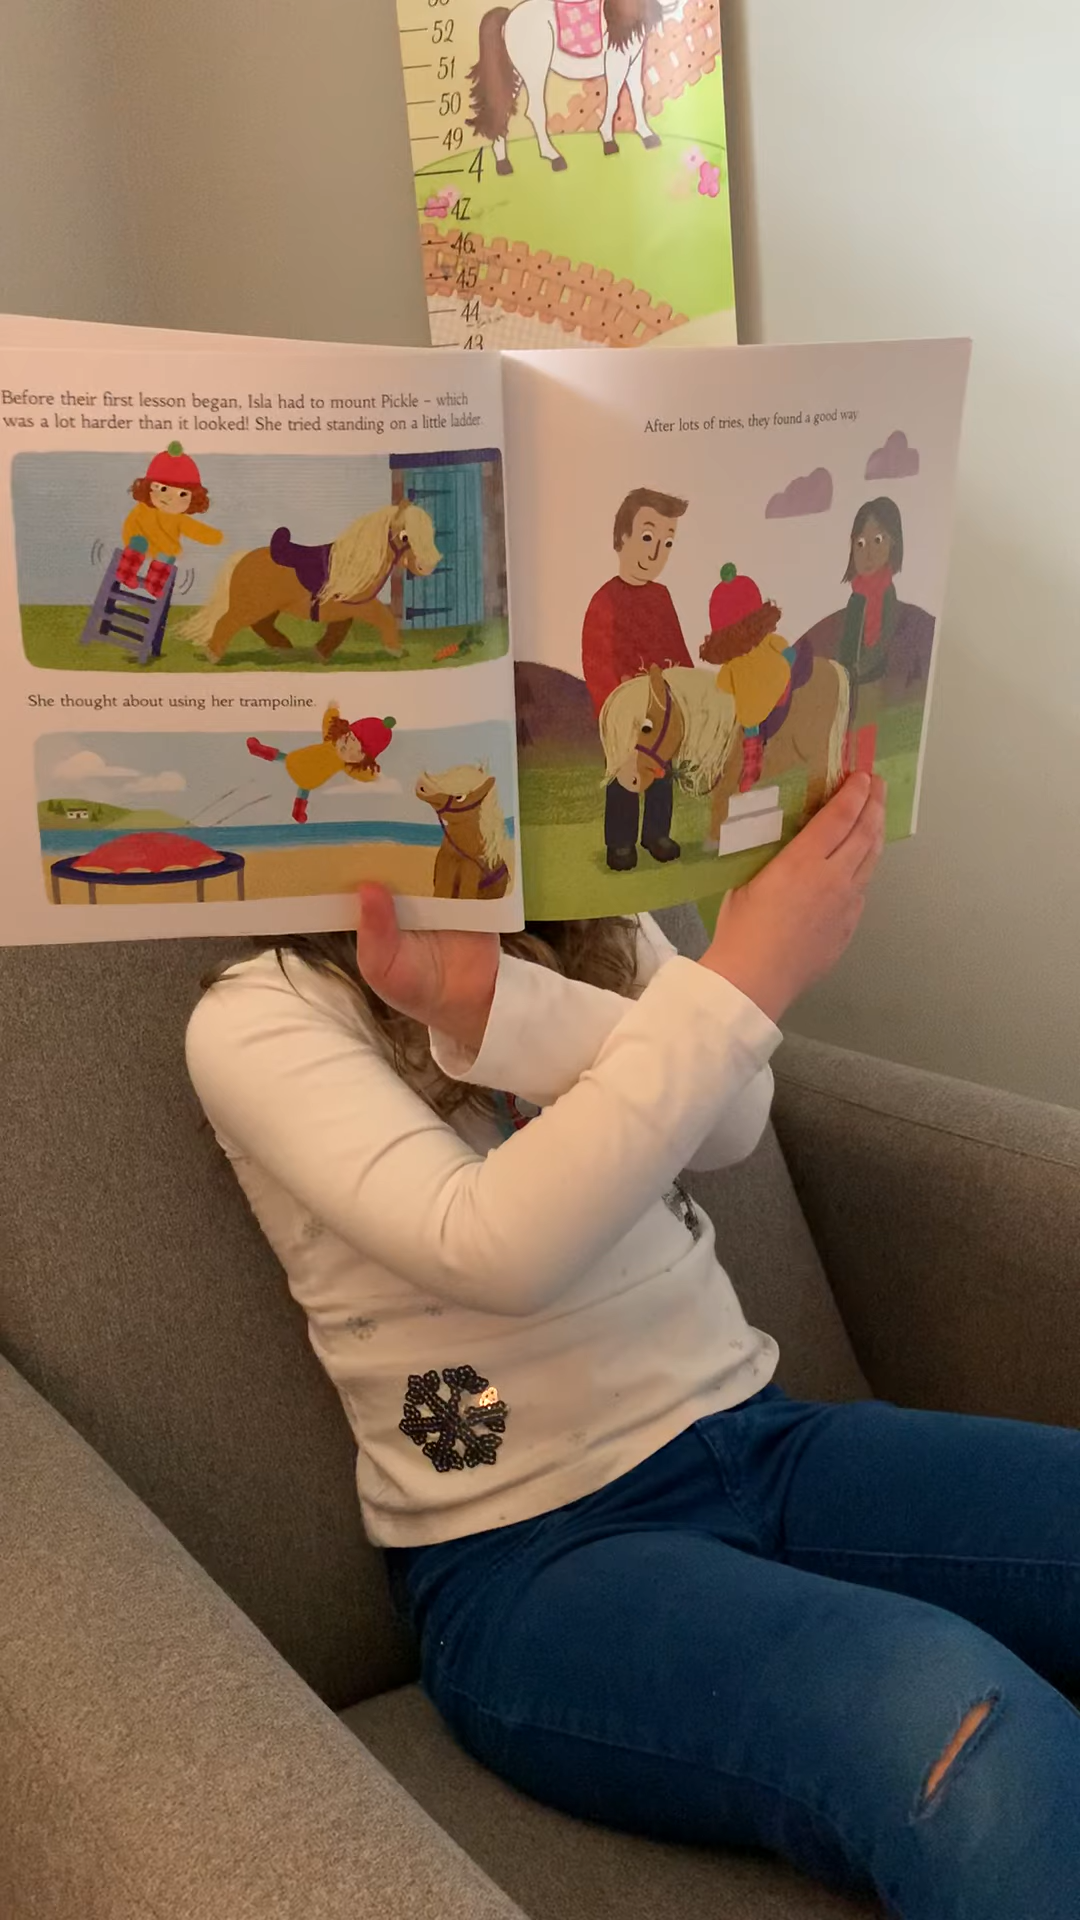 52
51
50
49
4
47
46
45
44
43
Before their first lesson began, Isla had to mount Pickle – which
was a lot harder than it looked! She tried standing on a little ladder.
She thought about using her trampoline.
After lots of tries, they found a good way